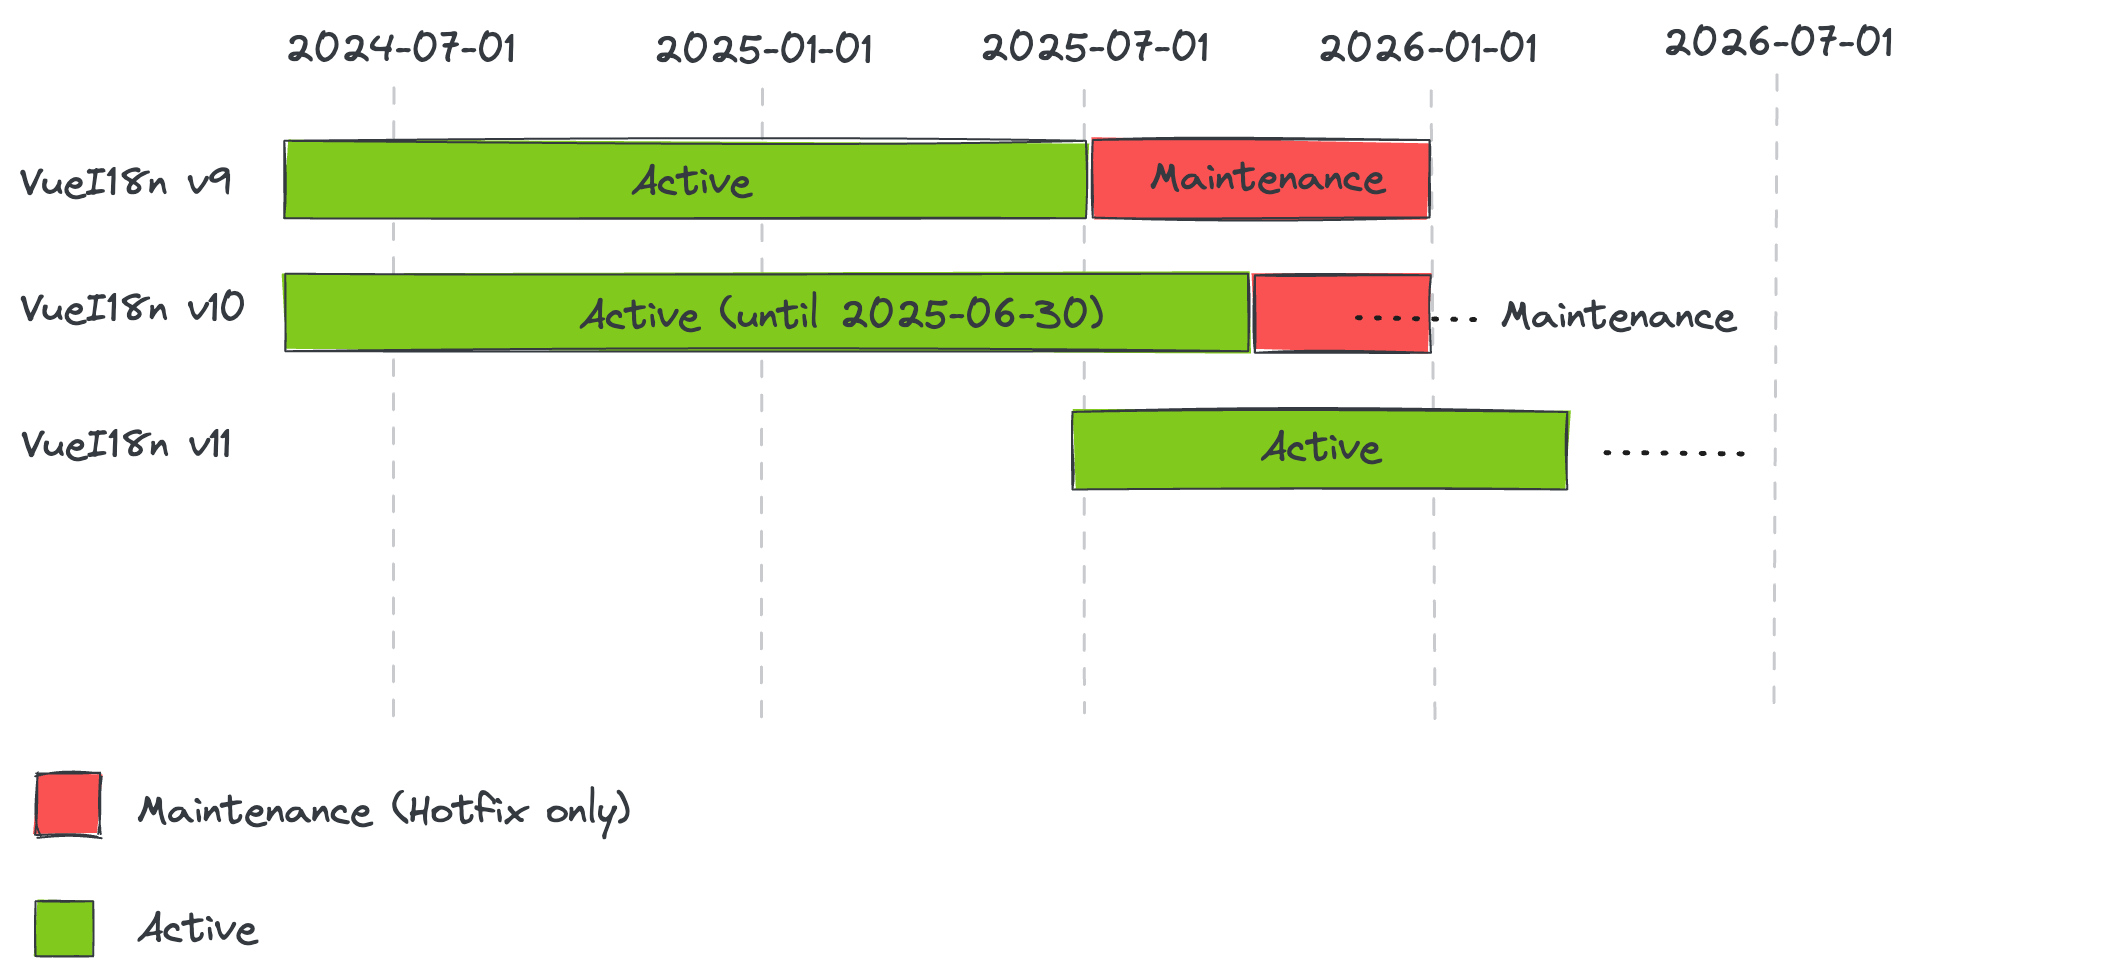 2024-07-01 2025-01-01 2025-07-01 2026-01-01 2026-07-01
VueI18n v9 Active Maintenance
VueI18n v10 Active (until 2025-06-30) Maintenance
VueI18n v11 Active
Maintenance (Hotfix only)
Active